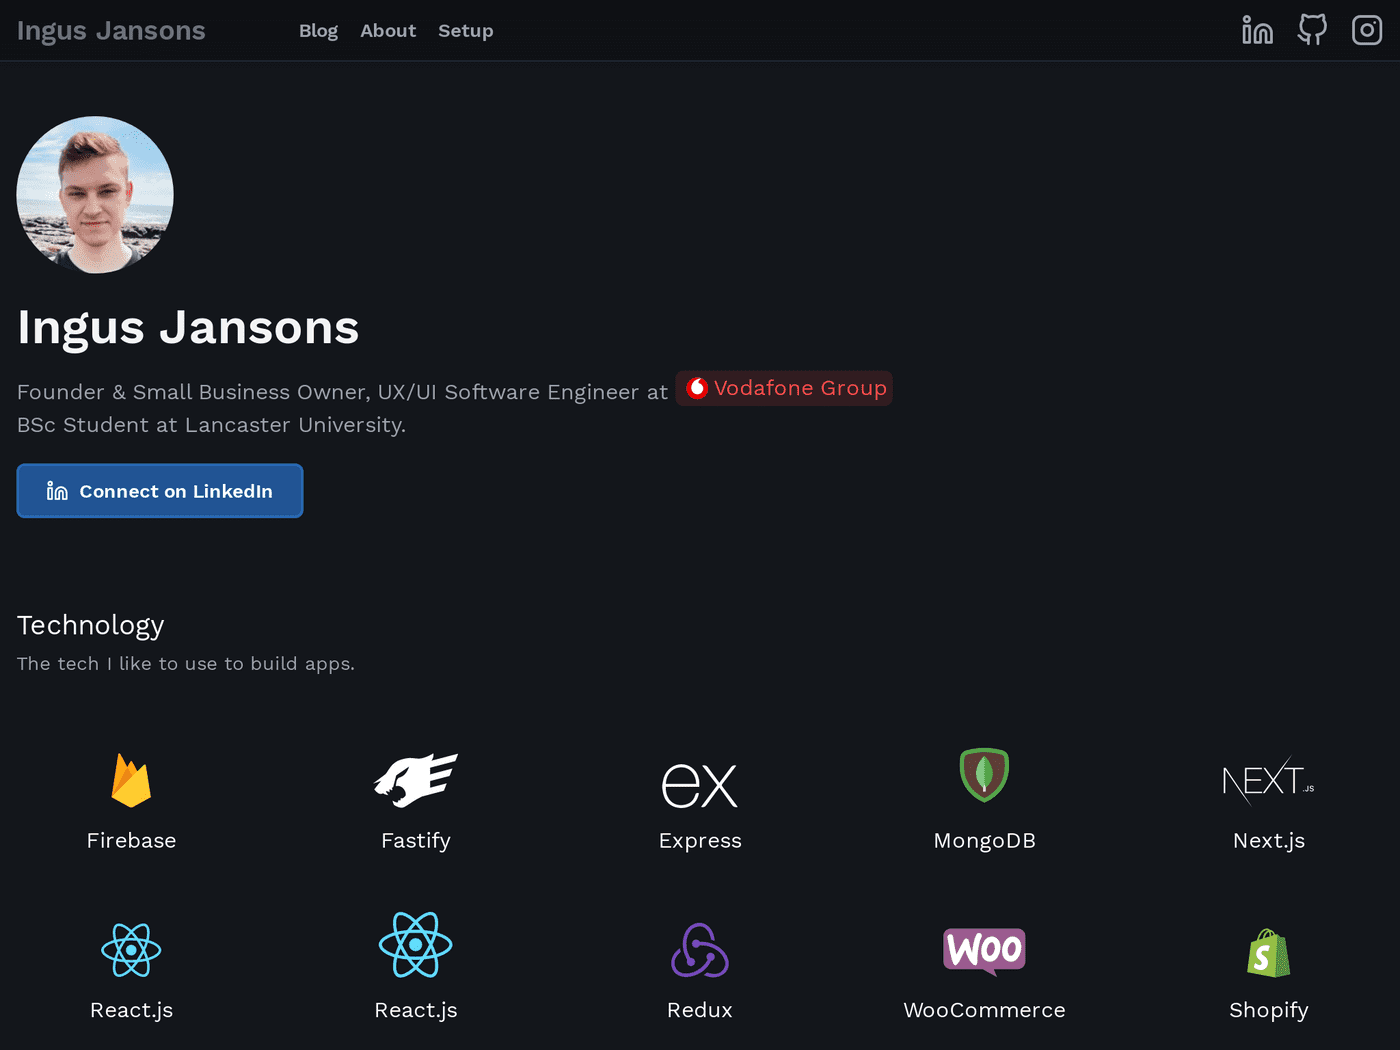 Ingus Jansons Blog About Setup
Ingus Jansons
Founder & Small Business Owner, UX/UI Software Engineer at Vodafone Group
BSc Student at Lancaster University.
Connect on LinkedIn
Technology
The tech I like to use to build apps.
ex NEXT.JS
Firebase Fastify Express MongoDB Next.js
WOO S
React.js React.js Redux WooCommerce Shopify